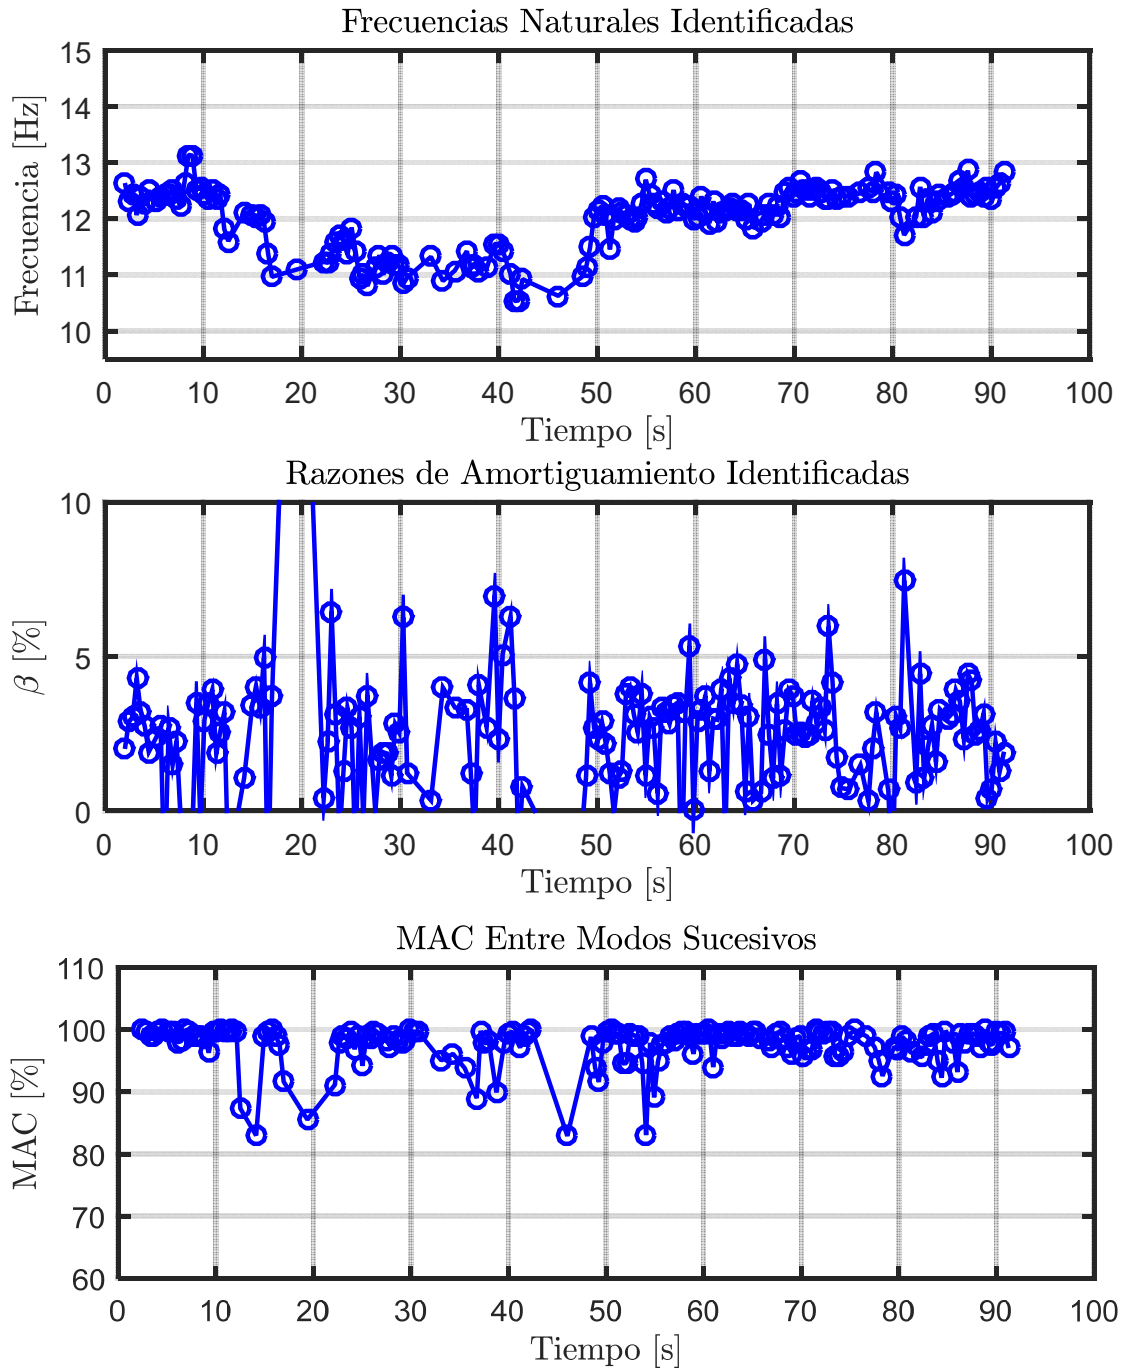 Frecuencias Naturales Identificadas
15
14
13
12
11
10
Frecuencia [Hz]
0 10 20 30 40 50 60 70 80 90 100
Tiempo [s]
Razones de Amortiguamiento Identificadas
10
5
0
β [%]
0 10 20 30 40 50 60 70 80 90 100
Tiempo [s]
MAC Entre Modos Sucesivos
110
100
90
80
70
60
MAC [%]
0 10 20 30 40 50 60 70 80 90 100
Tiempo [s]